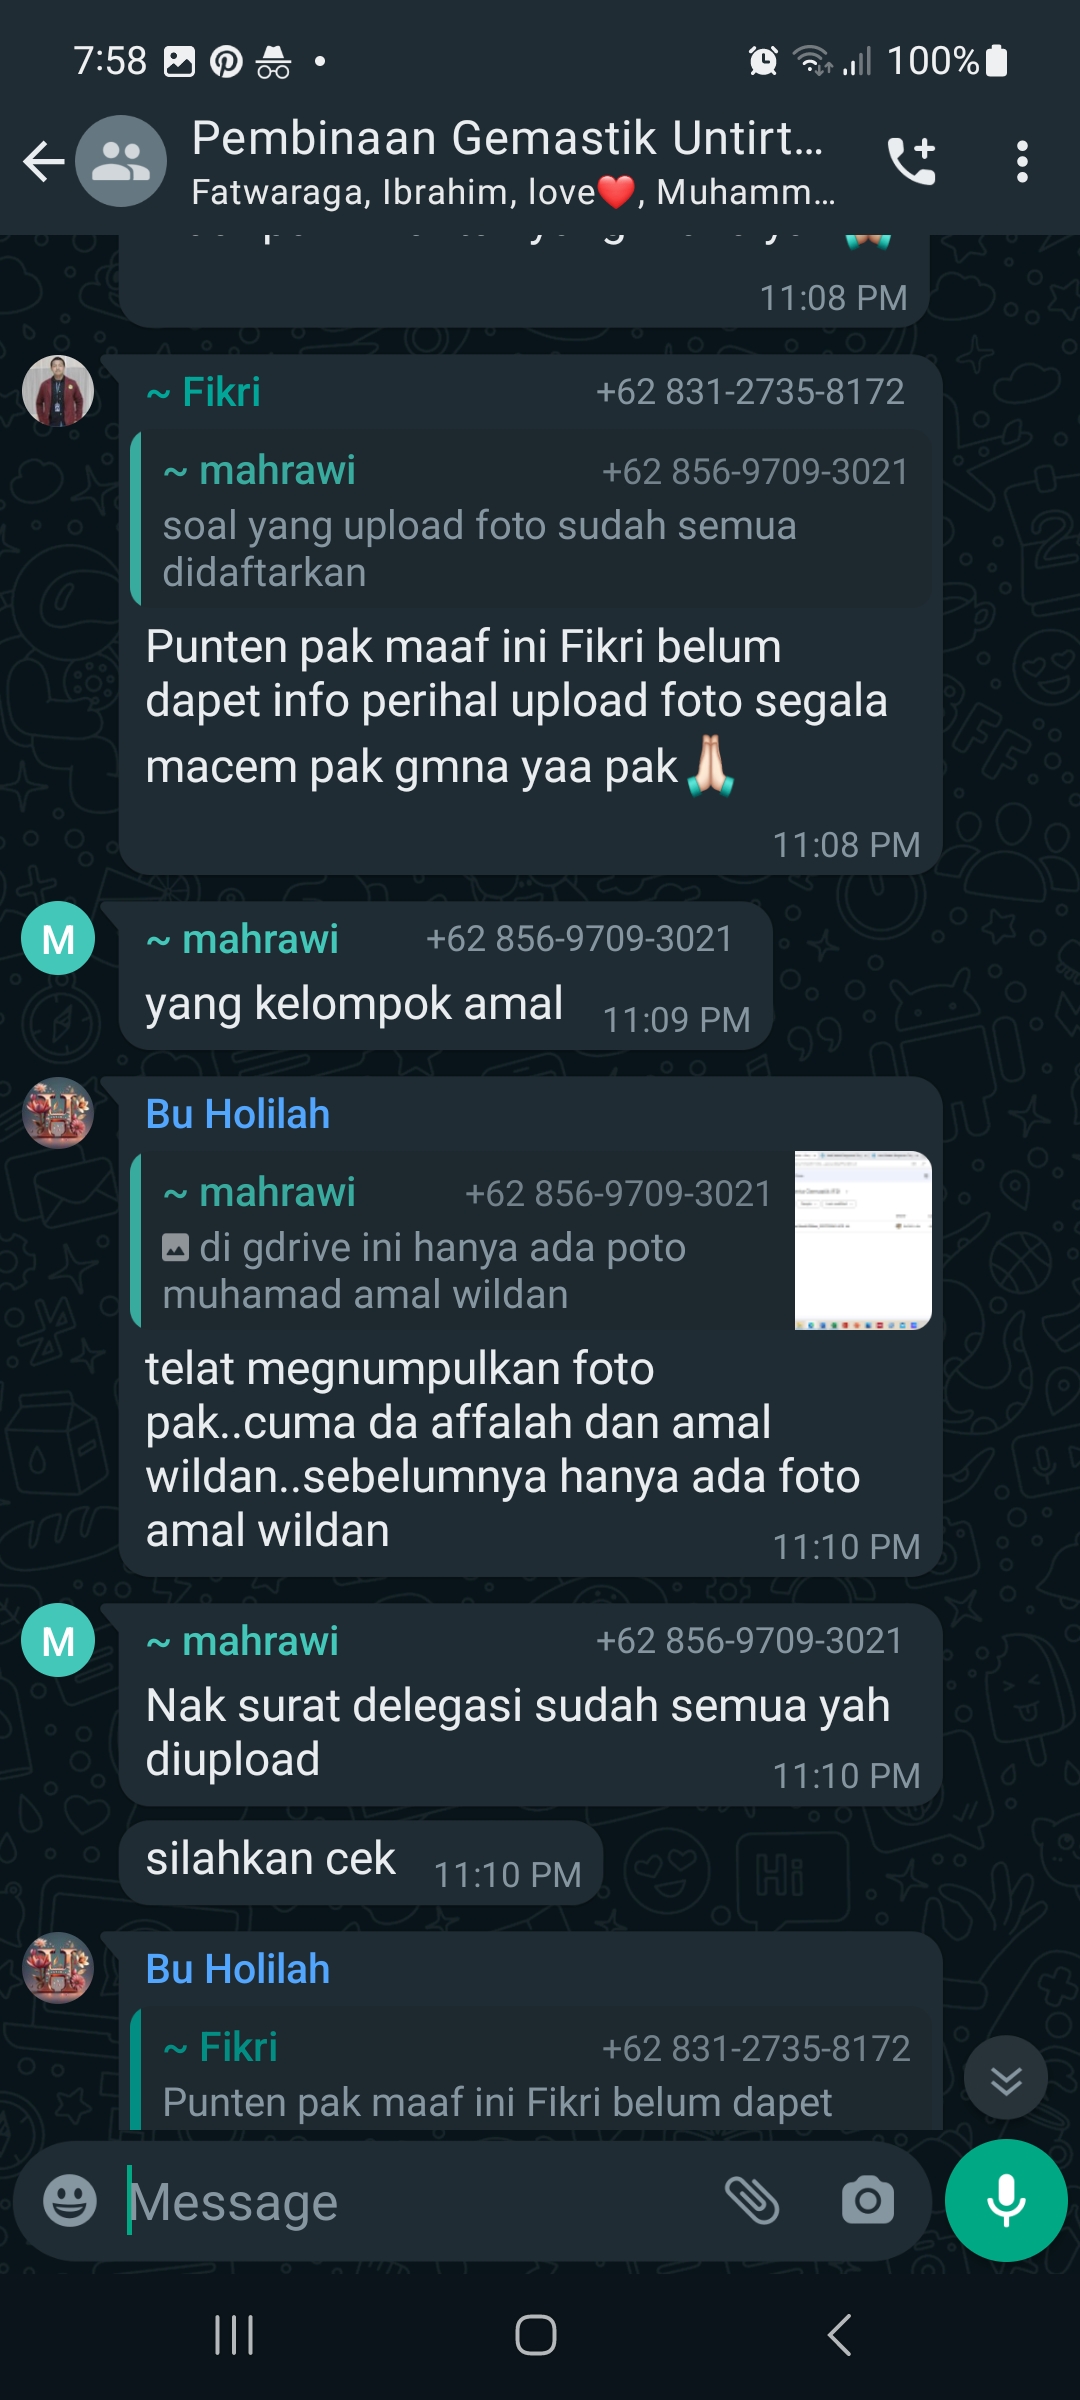 7:58
100%
Pembinaan Gemastik Untirt...
Fatwaraga, Ibrahim, love❤️, Muhamm...
11:08 PM
~ Fikri +62 831-2735-8172
~ mahrawi +62 856-9709-3021
soal yang upload foto sudah semua
didaftarkan
Punten pak maaf ini Fikri belum
dapet info perihal upload foto segala
macem pak gmna yaa pak🙏🏻
11:08 PM
M
~ mahrawi +62 856-9709-3021
yang kelompok amal 11:09 PM
Bu Holilah
~ mahrawi +62 856-9709-3021
di gdrive ini hanya ada poto
muhamad amal wildan
telat megnumpulkan foto
pak..cuma da affalah dan amal
wildan..sebelumnya hanya ada foto
amal wildan 11:10 PM
M
~ mahrawi +62 856-9709-3021
Nak surat delegasi sudah semua yah
diupload 11:10 PM
silahkan cek 11:10 PM
Bu Holilah
~ Fikri +62 831-2735-8172
Punten pak maaf ini Fikri belum dapet
Message